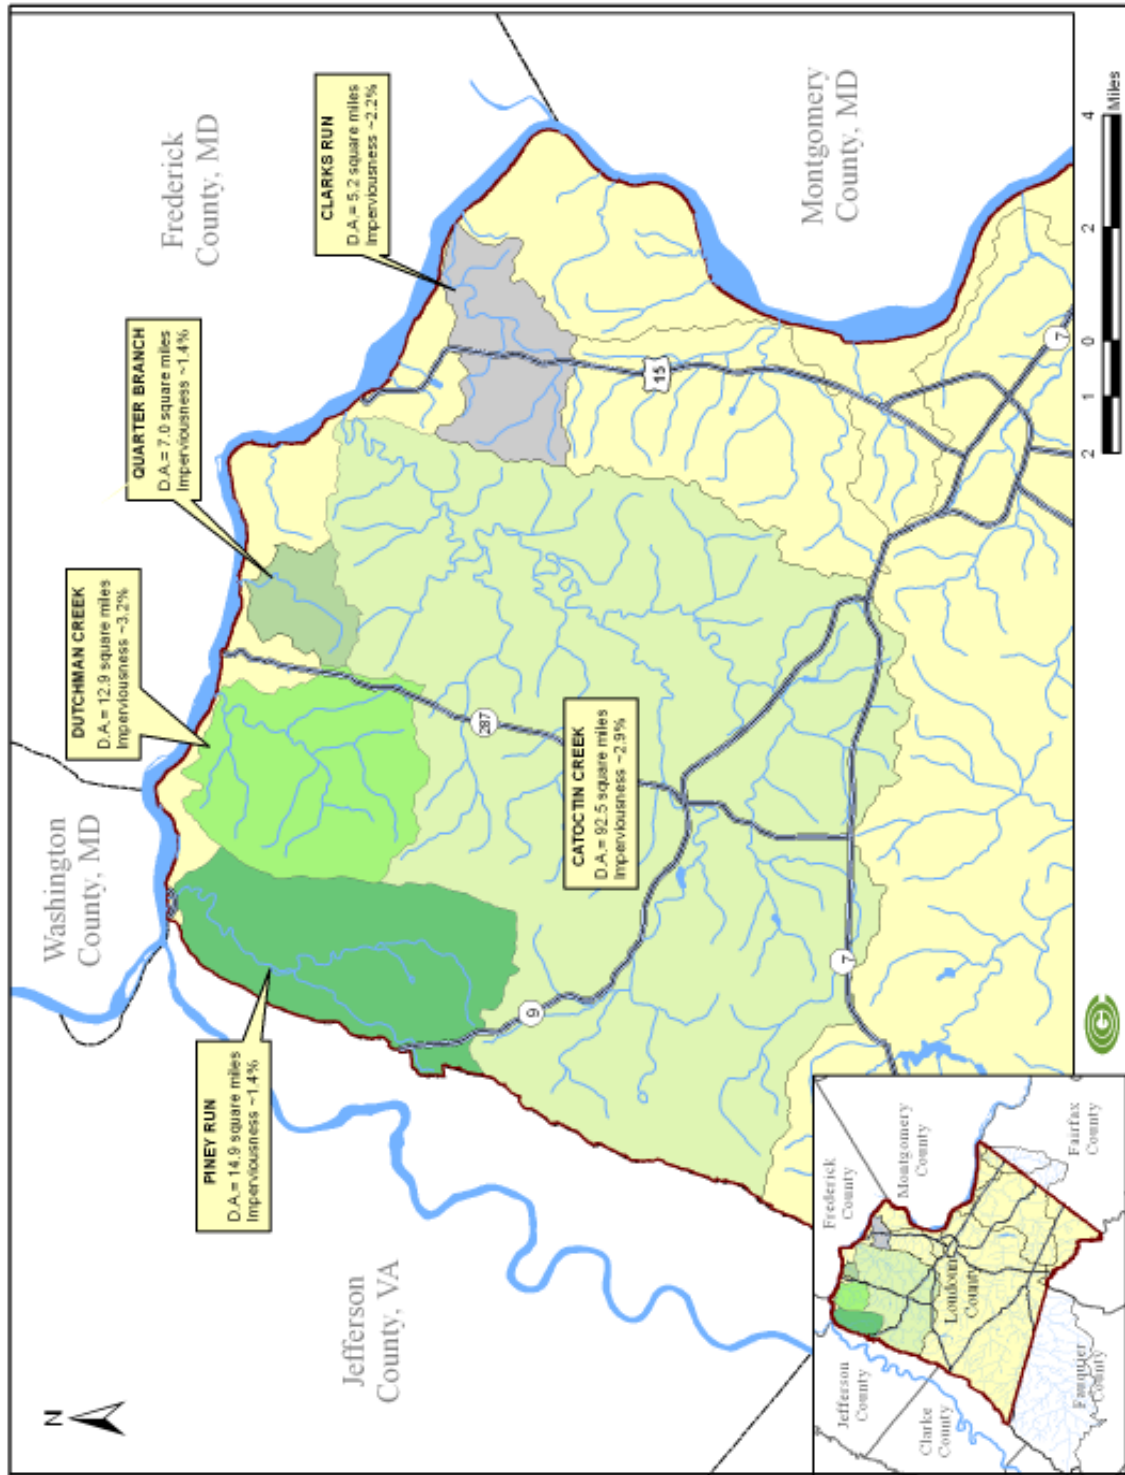 N
Washington
County, MD
Frederick
County, MD
Montgomery
County, MD
Jefferson
County, VA
PINEY RUN
D.A.= 14.9 square miles
Imperviousness ~1.4%
DUTCHMAN CREEK
D.A.= 12.9 square miles
Imperviousness ~3.2%
QUARTER BRANCH
D.A.= 7.0 square miles
Imperviousness ~1.4%
CLARKS RUN
D.A.= 5.2 square miles
Imperviousness ~2.2%
CATOCTIN CREEK
D.A.= 92.5 square miles
Imperviousness ~2.9%
287
15
9
7
7
Frederick
County
Montgomery
County
Jefferson
County
Clarke
County
Loudoun
County
Fairfax
County
Fauquier
County
2 1 0 2 4
Miles